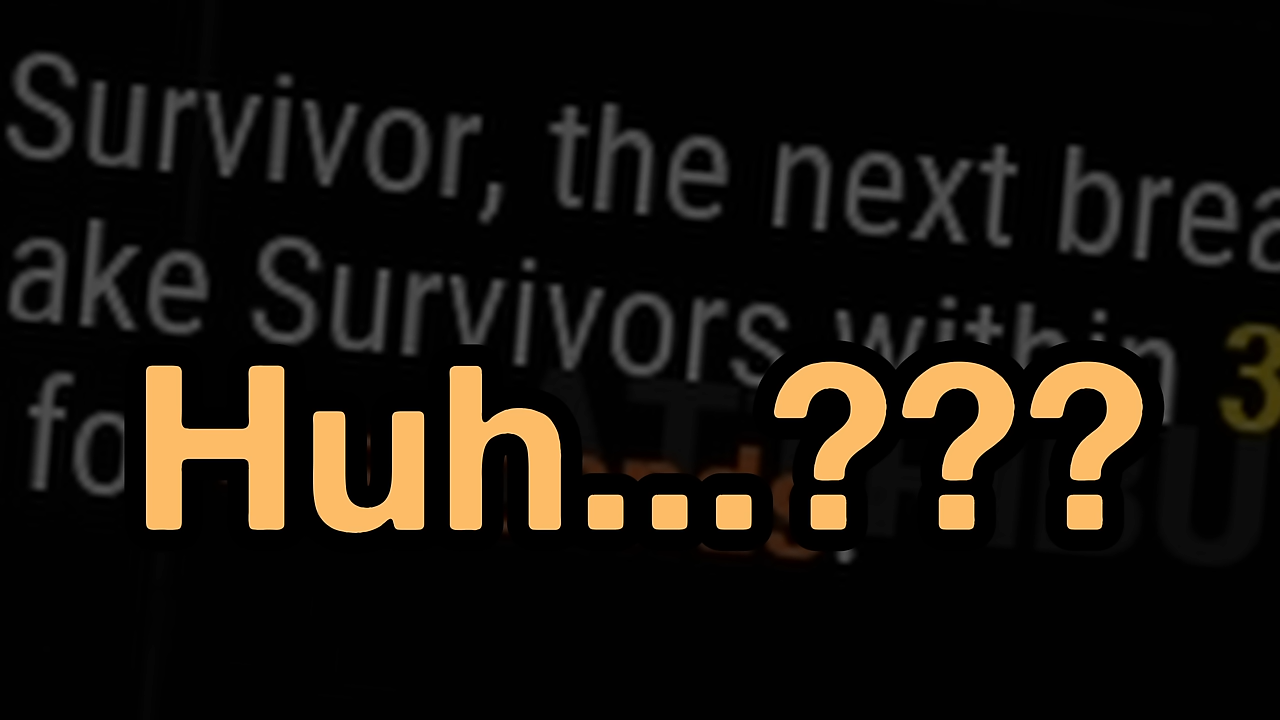 Survivor, the next brea
ake Survivors within 3
fo
Huh...???